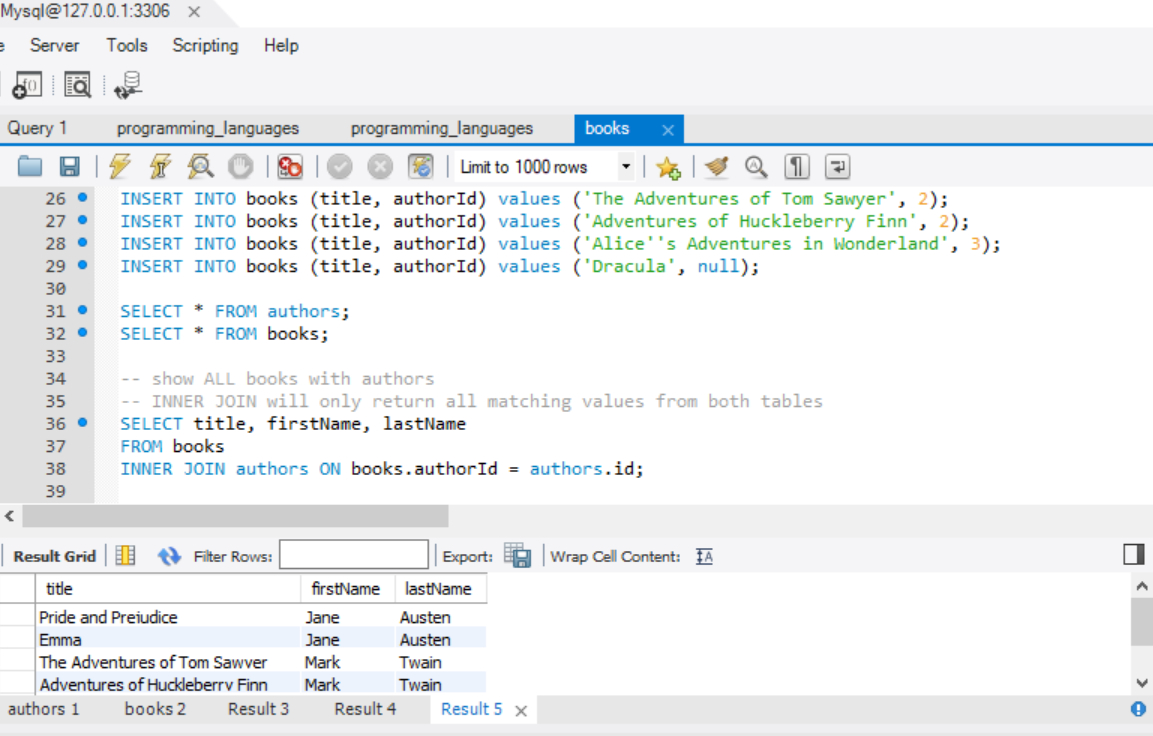 Mysql@127.0.0.1:3306
e Server Tools Scripting Help
Query 1 programming_languages programming_languages books
Limit to 1000 rows
26 INSERT INTO books (title, authorId) values ('The Adventures of Tom Sawyer', 2);
27 INSERT INTO books (title, authorId) values ('Adventures of Huckleberry Finn', 2);
28 INSERT INTO books (title, authorId) values ('Alice''s Adventures in Wonderland', 3);
29 INSERT INTO books (title, authorId) values ('Dracula', null);
30
31 SELECT * FROM authors;
32 SELECT * FROM books;
33
34 -- show ALL books with authors
35 -- INNER JOIN will only return all matching values from both tables
36 SELECT title, firstName, lastName
37 FROM books
38 INNER JOIN authors ON books.authorId = authors.id;
39
Result Grid Filter Rows: Export: Wrap Cell Content:
title firstName lastName
Pride and Prejudice Jane Austen
Emma Jane Austen
The Adventures of Tom Sawyer Mark Twain
Adventures of Huckleberry Finn Mark Twain
authors 1 books 2 Result 3 Result 4 Result 5